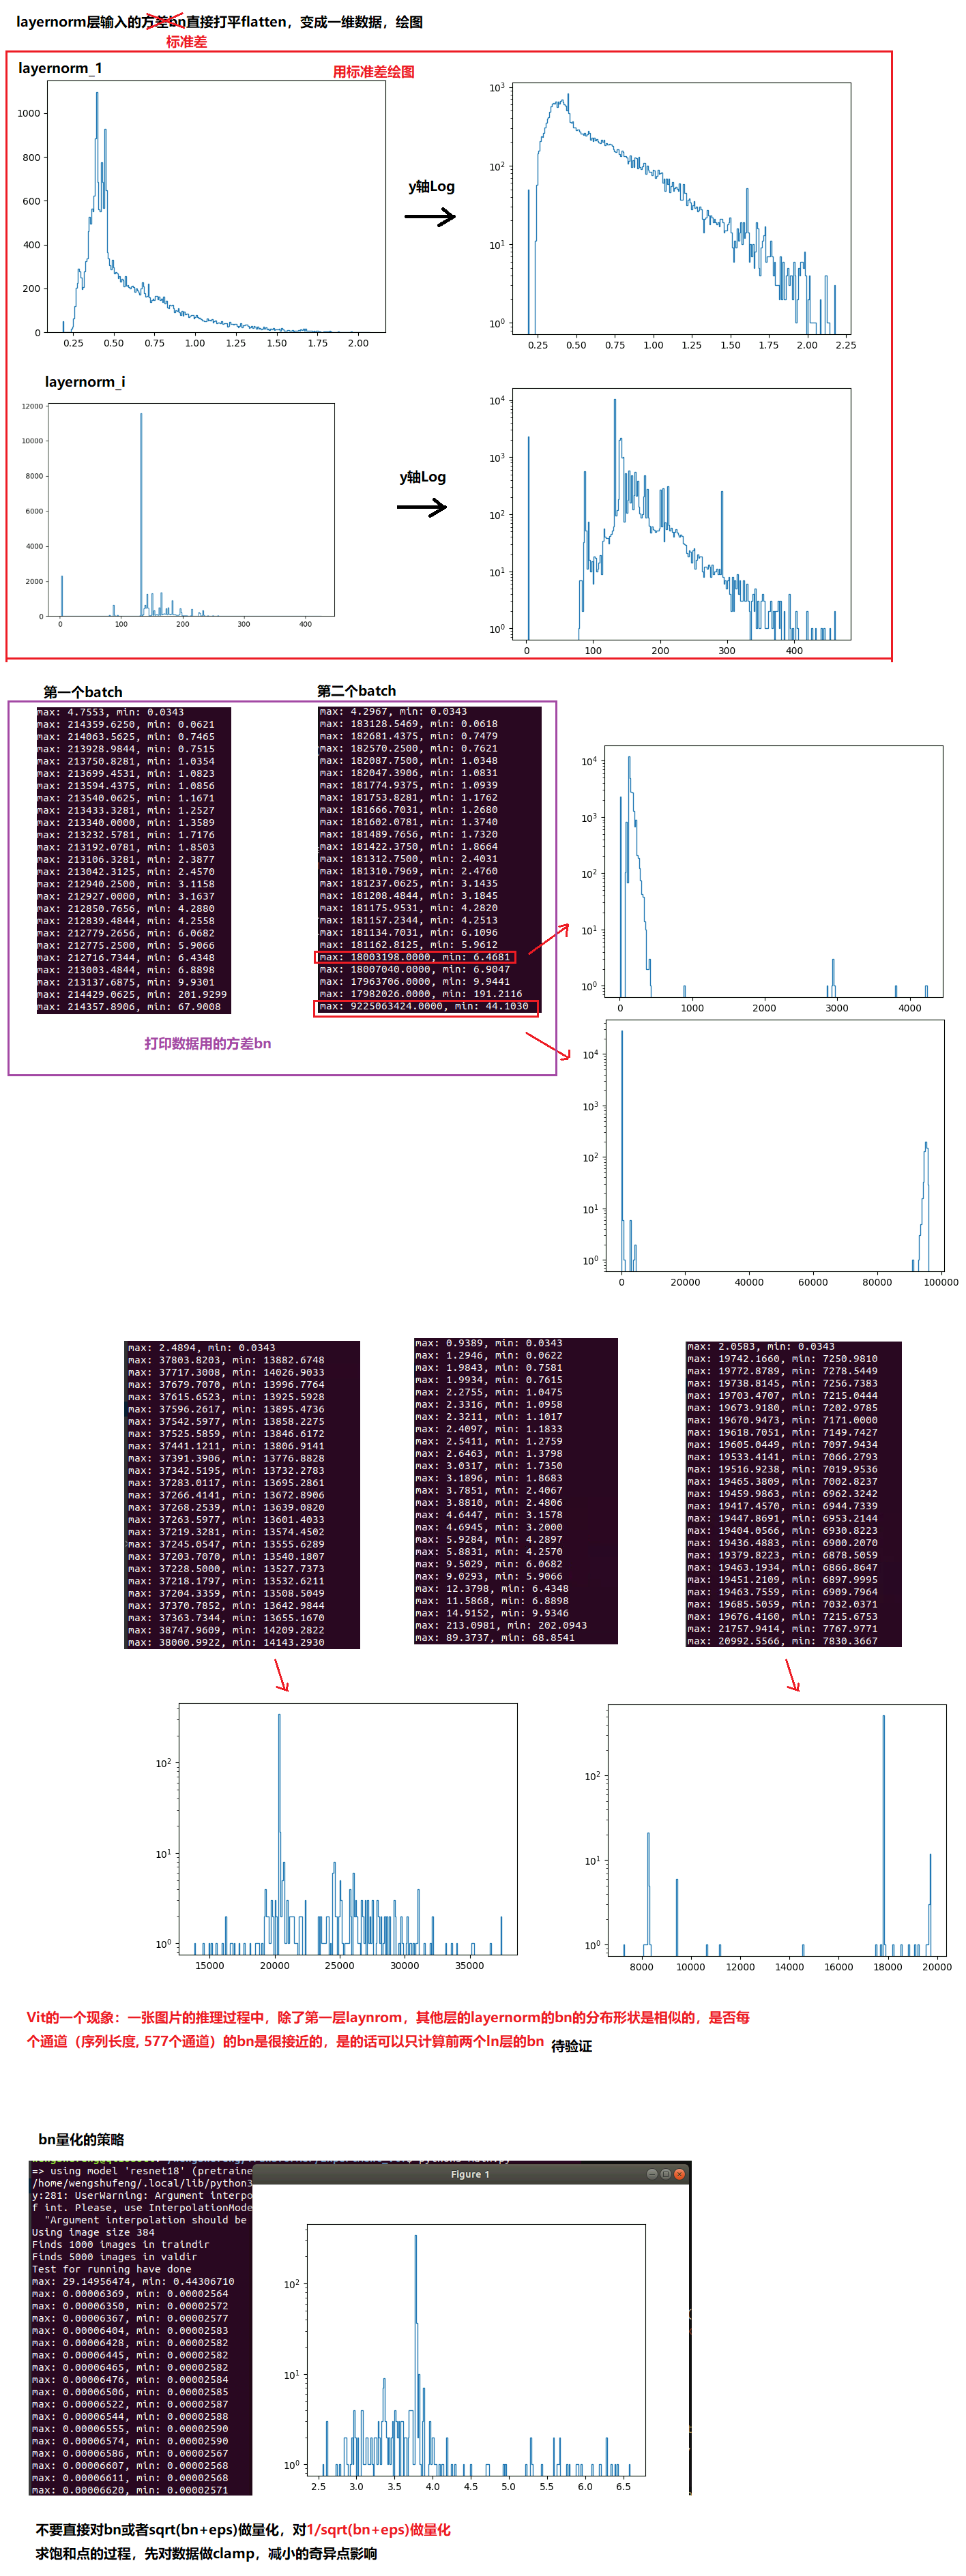 layernorm层输入的方差bn直接打平flatten，变成一维数据，绘图
标准差
layernorm_1
用标准差绘图
1000
800
600
400
200
0
0.25 0.50 0.75 1.00 1.25 1.50 1.75 2.00
y轴Log
10^3
10^2
10^1
10^0
0.25 0.50 0.75 1.00 1.25 1.50 1.75 2.00 2.25
layernorm_i
12000
10000
8000
6000
4000
2000
0
0 100 200 300 400
y轴Log
10^4
10^3
10^2
10^1
10^0
0 100 200 300 400
第一个batch
max: 4.7553, min: 0.0343
max: 214359.6250, min: 0.0621
max: 214063.5625, min: 0.7465
max: 213928.9844, min: 0.7515
max: 213750.8281, min: 1.0354
max: 213699.4531, min: 1.0823
max: 213594.4375, min: 1.0856
max: 213540.0625, min: 1.1671
max: 213433.3281, min: 1.2527
max: 213340.0000, min: 1.3589
max: 213232.5781, min: 1.7176
max: 213192.0781, min: 1.8503
max: 213106.3281, min: 2.3877
max: 213042.3125, min: 2.4570
max: 212940.2500, min: 3.1158
max: 212927.0000, min: 3.1637
max: 212850.7656, min: 4.2880
max: 212839.4844, min: 4.2558
max: 212779.2656, min: 6.0682
max: 212775.2500, min: 5.9066
max: 212716.7344, min: 6.4348
max: 213003.4844, min: 6.8898
max: 213137.6875, min: 9.9301
max: 214429.0625, min: 201.9299
max: 214357.8906, min: 67.9008
第二个batch
max: 4.2967, min: 0.0343
max: 183128.5469, min: 0.0618
max: 182681.4375, min: 0.7479
max: 182570.2500, min: 0.7621
max: 182087.7500, min: 1.0348
max: 182047.3906, min: 1.0831
max: 181774.9375, min: 1.0939
max: 181753.8281, min: 1.1762
max: 181666.7031, min: 1.2680
max: 181602.0781, min: 1.3740
max: 181489.7656, min: 1.7320
max: 181422.3750, min: 1.8664
max: 181312.7500, min: 2.4031
max: 181310.7969, min: 2.4760
max: 181237.0625, min: 3.1435
max: 181208.4844, min: 3.1845
max: 181175.9531, min: 4.2820
max: 181157.2344, min: 4.2513
max: 181134.7031, min: 6.1096
max: 181162.8125, min: 5.9612
max: 18003198.0000, min: 6.4681
max: 18007040.0000, min: 6.9047
max: 17963706.0000, min: 9.9441
max: 17982026.0000, min: 191.2116
max: 9225063424.0000, min: 44.1030
打印数据用的方差bn
10^4
10^3
10^2
10^1
10^0
0 1000 2000 3000 4000
10^4
10^3
10^2
10^1
10^0
0 20000 40000 60000 80000 100000
max: 2.4894, min: 0.0343
max: 37803.8203, min: 13882.6748
max: 37717.3008, min: 14026.9033
max: 37679.7070, min: 13996.7764
max: 37615.6523, min: 13925.5928
max: 37596.2617, min: 13895.4736
max: 37542.5977, min: 13858.2275
max: 37525.5859, min: 13846.6172
max: 37441.1211, min: 13806.9141
max: 37391.3906, min: 13776.8828
max: 37342.5195, min: 13732.2783
max: 37283.0117, min: 13695.2861
max: 37266.4141, min: 13672.8906
max: 37268.2539, min: 13639.0820
max: 37263.5977, min: 13601.4033
max: 37219.3281, min: 13574.4502
max: 37245.0547, min: 13555.6289
max: 37203.7070, min: 13540.1807
max: 37228.5000, min: 13527.7373
max: 37218.1797, min: 13532.6211
max: 37204.3359, min: 13508.5049
max: 37370.7852, min: 13642.9844
max: 37363.7344, min: 13655.1670
max: 38747.9609, min: 14209.2822
max: 38000.9922, min: 14143.2930
max: 0.9389, min: 0.0343
max: 1.2946, min: 0.0622
max: 1.9843, min: 0.7581
max: 1.9934, min: 0.7615
max: 2.2755, min: 1.0475
max: 2.3316, min: 1.0958
max: 2.3211, min: 1.1017
max: 2.4097, min: 1.1833
max: 2.5411, min: 1.2759
max: 2.6463, min: 1.3798
max: 3.0317, min: 1.7350
max: 3.1896, min: 1.8683
max: 3.7851, min: 2.4067
max: 3.8810, min: 2.4806
max: 4.6447, min: 3.1578
max: 4.6945, min: 3.2000
max: 5.9284, min: 4.2897
max: 5.8831, min: 4.2570
max: 9.5029, min: 6.0682
max: 9.0293, min: 5.9066
max: 12.3798, min: 6.4348
max: 11.5868, min: 6.8898
max: 14.9152, min: 9.9346
max: 213.0981, min: 202.0943
max: 89.3737, min: 68.8541
max: 2.0583, min: 0.0343
max: 19742.1660, min: 7250.9810
max: 19772.8789, min: 7278.5449
max: 19738.8145, min: 7256.7383
max: 19703.4707, min: 7215.0444
max: 19673.9180, min: 7202.9785
max: 19670.9473, min: 7171.0000
max: 19618.7051, min: 7149.7427
max: 19605.0449, min: 7097.9434
max: 19533.4141, min: 7066.2793
max: 19516.9238, min: 7019.9536
max: 19465.3809, min: 7002.8237
max: 19459.9863, min: 6962.3242
max: 19417.4570, min: 6944.7339
max: 19447.8691, min: 6953.2144
max: 19404.0566, min: 6930.8223
max: 19436.4883, min: 6900.2070
max: 19379.8223, min: 6878.5059
max: 19463.1934, min: 6866.8647
max: 19451.2109, min: 6897.9995
max: 19463.7559, min: 6909.7964
max: 19685.5059, min: 7032.0371
max: 19676.4160, min: 7215.6753
max: 21757.9414, min: 7767.9771
max: 20992.5566, min: 7830.3667
10^2
10^1
10^0
15000 20000 25000 30000 35000
10^2
10^1
10^0
8000 10000 12000 14000 16000 18000 20000
Vit的一个现象：一张图片的推理过程中，除了第一层laynrom，其他层的layernorm的bn的分布形状是相似的，是否每
个通道（序列长度, 577个通道）的bn是很接近的，是的话可以只计算前两个ln层的bn 待验证
bn量化的策略
=> using model 'resnet18' (pretraine
/home/wengshufeng/.local/lib/python3
y:281: UserWarning: Argument interpo
f int. Please, use InterpolationMode
"Argument interpolation should be
Using image size 384
Finds 1000 images in traindir
Finds 5000 images in valdir
Test for running have done
max: 29.14956474, min: 0.44306710
max: 0.00006369, min: 0.00002564
max: 0.00006350, min: 0.00002572
max: 0.00006367, min: 0.00002577
max: 0.00006404, min: 0.00002583
max: 0.00006428, min: 0.00002582
max: 0.00006445, min: 0.00002582
max: 0.00006465, min: 0.00002582
max: 0.00006476, min: 0.00002584
max: 0.00006506, min: 0.00002585
max: 0.00006522, min: 0.00002587
max: 0.00006544, min: 0.00002588
max: 0.00006555, min: 0.00002590
max: 0.00006574, min: 0.00002590
max: 0.00006586, min: 0.00002567
max: 0.00006607, min: 0.00002568
max: 0.00006611, min: 0.00002568
max: 0.00006620, min: 0.00002571
Figure 1
10^2
10^1
10^0
2.5 3.0 3.5 4.0 4.5 5.0 5.5 6.0 6.5
不要直接对bn或者sqrt(bn+eps)做量化，对1/sqrt(bn+eps)做量化
求饱和点的过程，先对数据做clamp，减小的奇异点影响